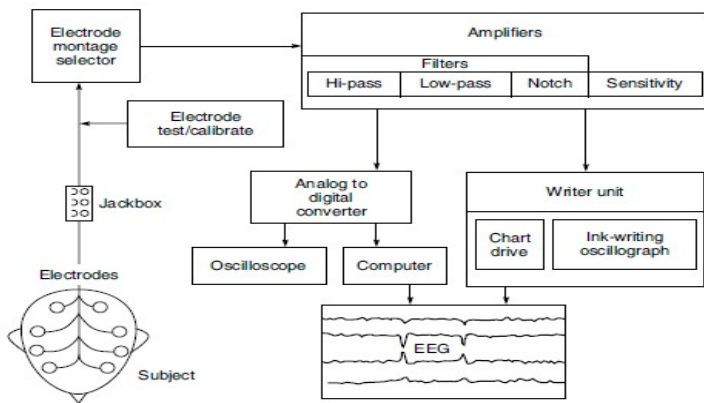 Electrode
montage
selector
Amplifiers
Filters
Hi-pass
Low-pass
Notch
Sensitivity
Electrode
test/calibrate
Jackbox
Analog to
digital
converter
Writer unit
Chart
drive
Ink-writing
oscillograph
Oscilloscope
Computer
Electrodes
EEG
Subject